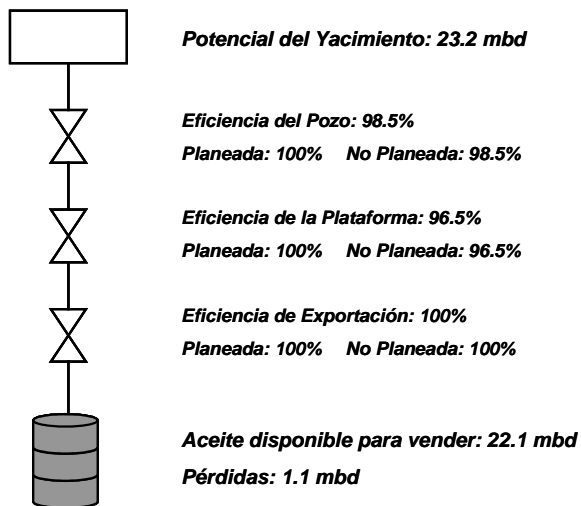 Potencial del Yacimiento: 23.2 mbd
Eficiencia del Pozo: 98.5%
Planeada: 100% No Planeada: 98.5%
Eficiencia de la Plataforma: 96.5%
Planeada: 100% No Planeada: 96.5%
Eficiencia de Exportación: 100%
Planeada: 100% No Planeada: 100%
Aceite disponible para vender: 22.1 mbd
Pérdidas: 1.1 mbd